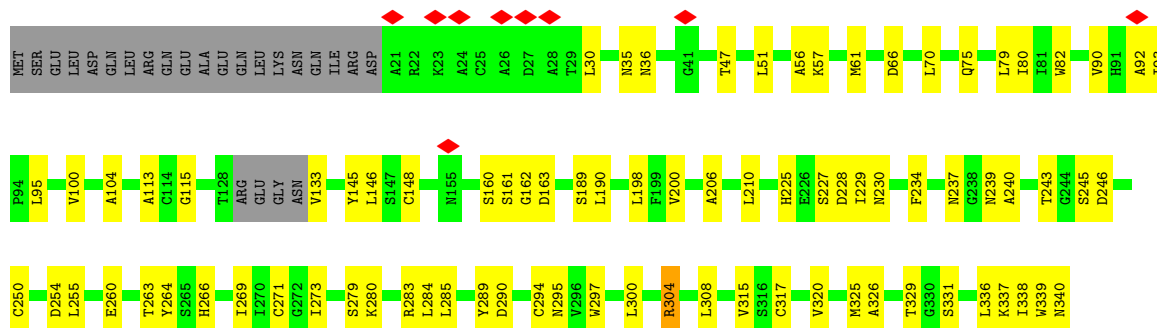 MET SER GLU LEU ASP GLN LEU ARG GLN GLU ALA GLU GLN LEU LYS ASN GLN ILE ARG ASP A21 R22 K23 A24 C25 A26 D27 A28 T29 L30 N35 N36 G41 T47 L51 A56 K57 M61 D66 L70 Q75 L79 I80 I81 W82 V90 H91 A92
P94 L95 V100 A104 A113 C114 G115 T128 ARG GLU GLY ASN V133 Y145 L146 S147 C148 N155 S160 S161 G162 D163 S189 L190 L198 F199 V200 A206 L210 H225 E226 S227 D228 I229 N230 F234 N237 G238 N239 A240 T243 G244 S245 D246
C250 D254 L255 E260 T263 Y264 S265 H266 I269 I270 C271 G272 I273 S279 K280 R283 L284 L285 Y289 D290 C294 N295 V296 W297 L300 R304 L308 V315 S316 C317 V320 M325 A326 T329 G330 S331 L336 K337 I338 W339 N340